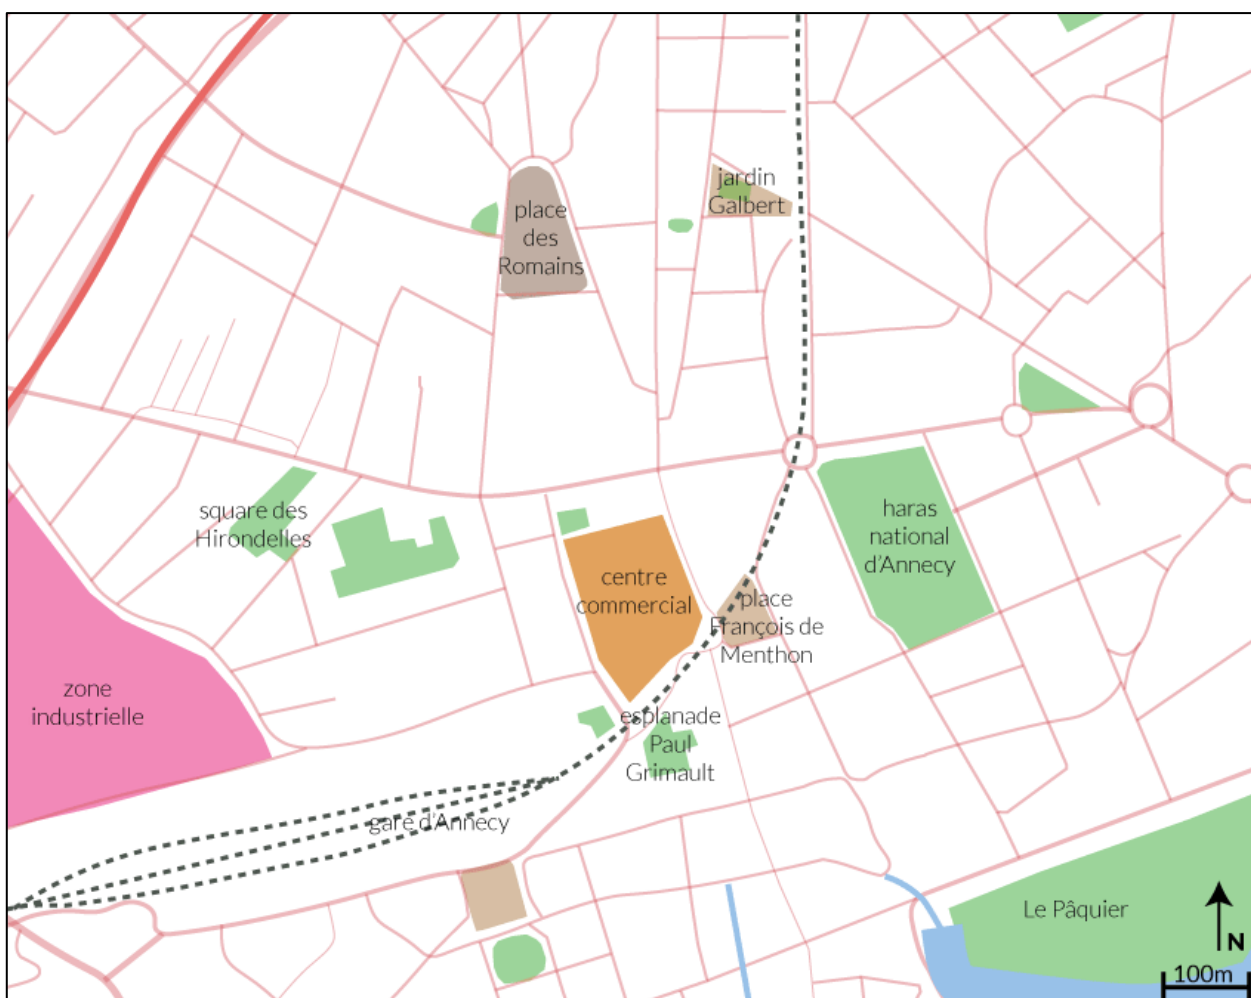 jardin
Galbert
place
des
Romains
square des
Hirondelles
haras
national
d'Annecy
centre
commercial
place
François de
Menthon
zone
industrielle
esplanade
Paul
Grimault
gare d'Annecy
Le Pâquier
N
100m